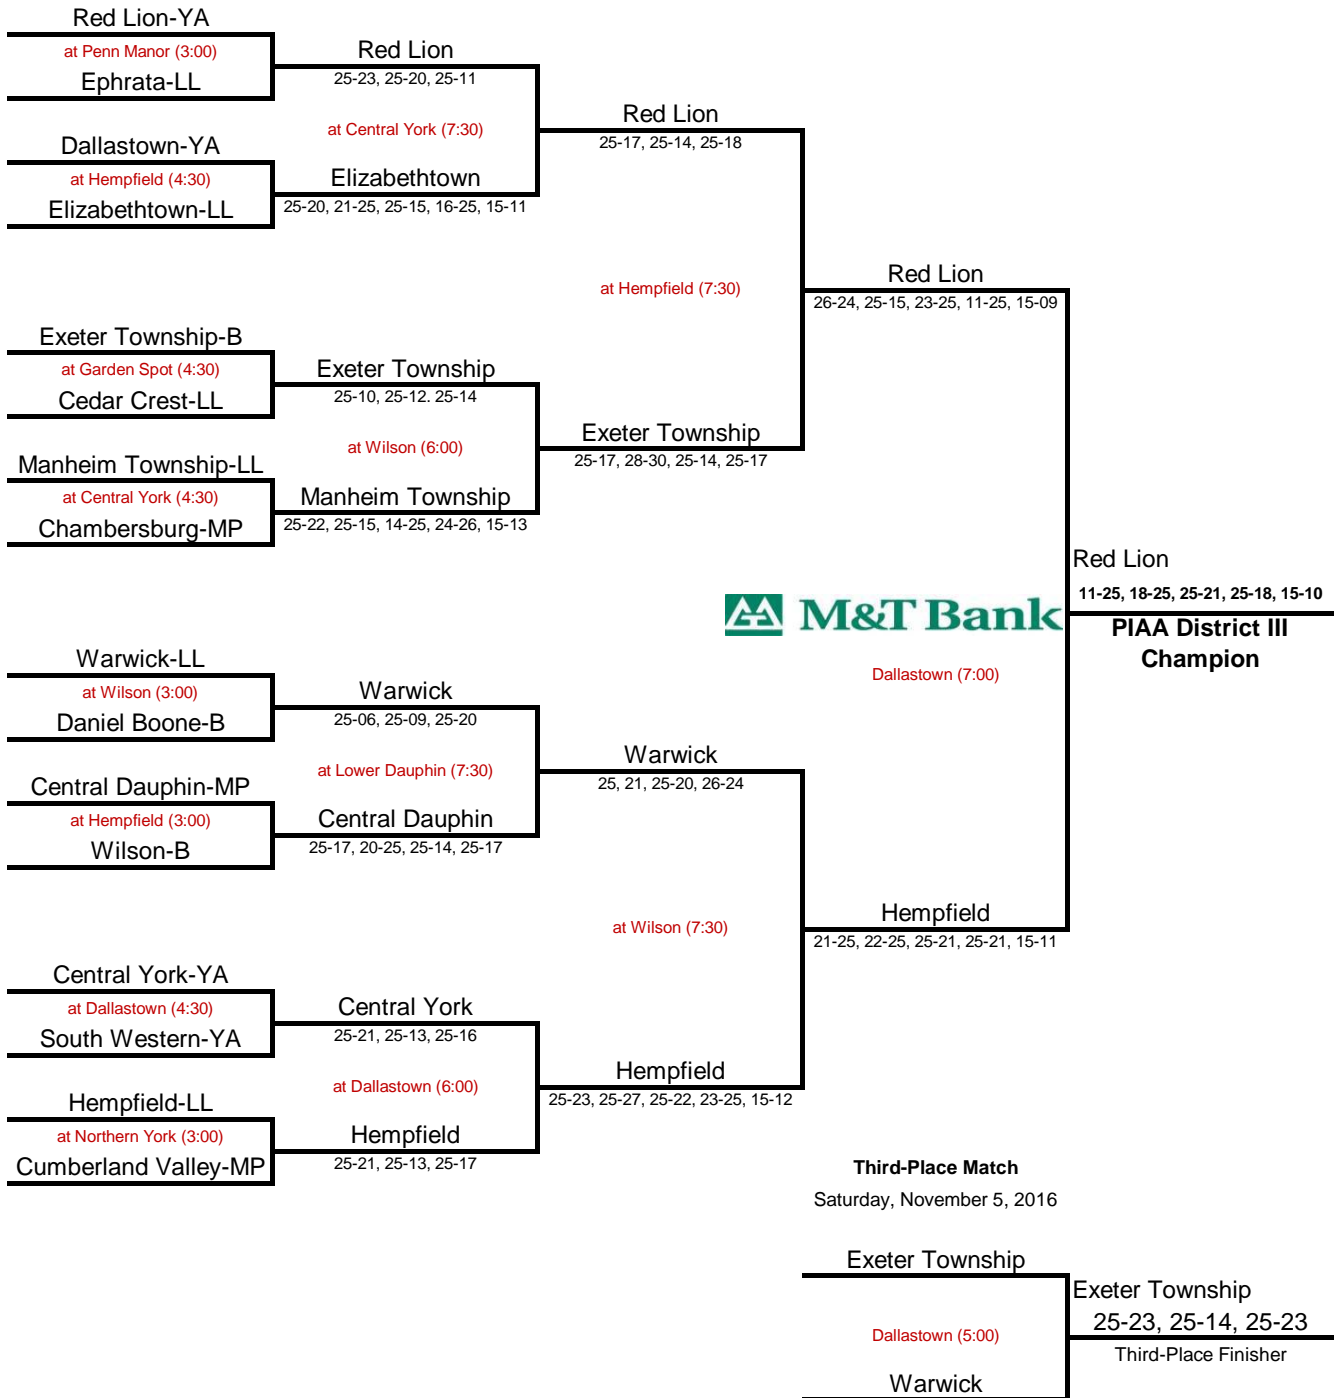 Red Lion-YA
at Penn Manor (3:00)
Ephrata-LL
Red Lion
25-23, 25-20, 25-11
at Central York (7:30)
Dallastown-YA
at Hempfield (4:30)
Elizabethtown-LL
Elizabethtown
25-20, 21-25, 25-15, 16-25, 15-11
Red Lion
25-17, 25-14, 25-18
at Hempfield (7:30)
Exeter Township-B
at Garden Spot (4:30)
Cedar Crest-LL
Exeter Township
25-10, 25-12. 25-14
at Wilson (6:00)
Manheim Township-LL
at Central York (4:30)
Chambersburg-MP
Manheim Township
25-22, 25-15, 14-25, 24-26, 15-13
Exeter Township
25-17, 28-30, 25-14, 25-17
Red Lion
26-24, 25-15, 23-25, 11-25, 15-09
Red Lion
11-25, 18-25, 25-21, 25-18, 15-10
PIAA District III
Champion
M&T Bank
Dallastown (7:00)
Warwick-LL
at Wilson (3:00)
Daniel Boone-B
Warwick
25-06, 25-09, 25-20
at Lower Dauphin (7:30)
Central Dauphin-MP
at Hempfield (3:00)
Wilson-B
Central Dauphin
25-17, 20-25, 25-14, 25-17
Warwick
25, 21, 25-20, 26-24
at Wilson (7:30)
Hempfield
21-25, 22-25, 25-21, 25-21, 15-11
Central York-YA
at Dallastown (4:30)
South Western-YA
Central York
25-21, 25-13, 25-16
at Dallastown (6:00)
Hempfield-LL
at Northern York (3:00)
Cumberland Valley-MP
Hempfield
25-21, 25-13, 25-17
Hempfield
25-23, 25-27, 25-22, 23-25, 15-12
Third-Place Match
Saturday, November 5, 2016
Exeter Township
Dallastown (5:00)
Warwick
Exeter Township
25-23, 25-14, 25-23
Third-Place Finisher